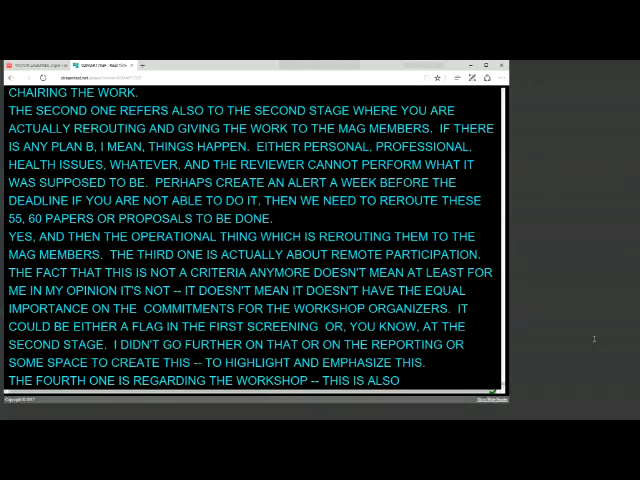 CHAIRING THE WORK.
THE SECOND ONE REFERS ALSO TO THE SECOND STAGE WHERE YOU ARE
ACTUALLY REROUTING AND GIVING THE WORK TO THE MAG MEMBERS.  IF THERE
IS ANY PLAN B, I MEAN, THINGS HAPPEN.  EITHER PERSONAL, PROFESSIONAL,
HEALTH ISSUES, WHATEVER, AND THE REVIEWER CANNOT PERFORM WHAT IT
WAS SUPPOSED TO BE.  PERHAPS CREATE AN ALERT A WEEK BEFORE THE
DEADLINE IF YOU ARE NOT ABLE TO DO IT, THEN WE NEED TO REROUTE THESE
55, 60 PAPERS OR PROPOSALS TO BE DONE.
YES, AND THEN THE OPERATIONAL THING WHICH IS REROUTING THEM TO THE
MAG MEMBERS.  THE THIRD ONE IS ACTUALLY ABOUT REMOTE PARTICIPATION.
THE FACT THAT THIS IS NOT A CRITERIA ANYMORE DOESN'T MEAN AT LEAST FOR
ME IN MY OPINION IT'S NOT -- IT DOESN'T MEAN IT DOESN'T HAVE THE EQUAL
IMPORTANCE ON THE  COMMITMENTS FOR THE WORKSHOP ORGANIZERS.  IT
COULD BE EITHER A FLAG IN THE FIRST SCREENING  OR, YOU KNOW, AT THE
SECOND STAGE.  I DIDN'T GO FURTHER ON THAT OR ON THE REPORTING OR
SOME SPACE TO CREATE THIS -- TO HIGHLIGHT AND EMPHASIZE THIS.
THE FOURTH ONE IS REGARDING THE WORKSHOP -- THIS IS ALSO